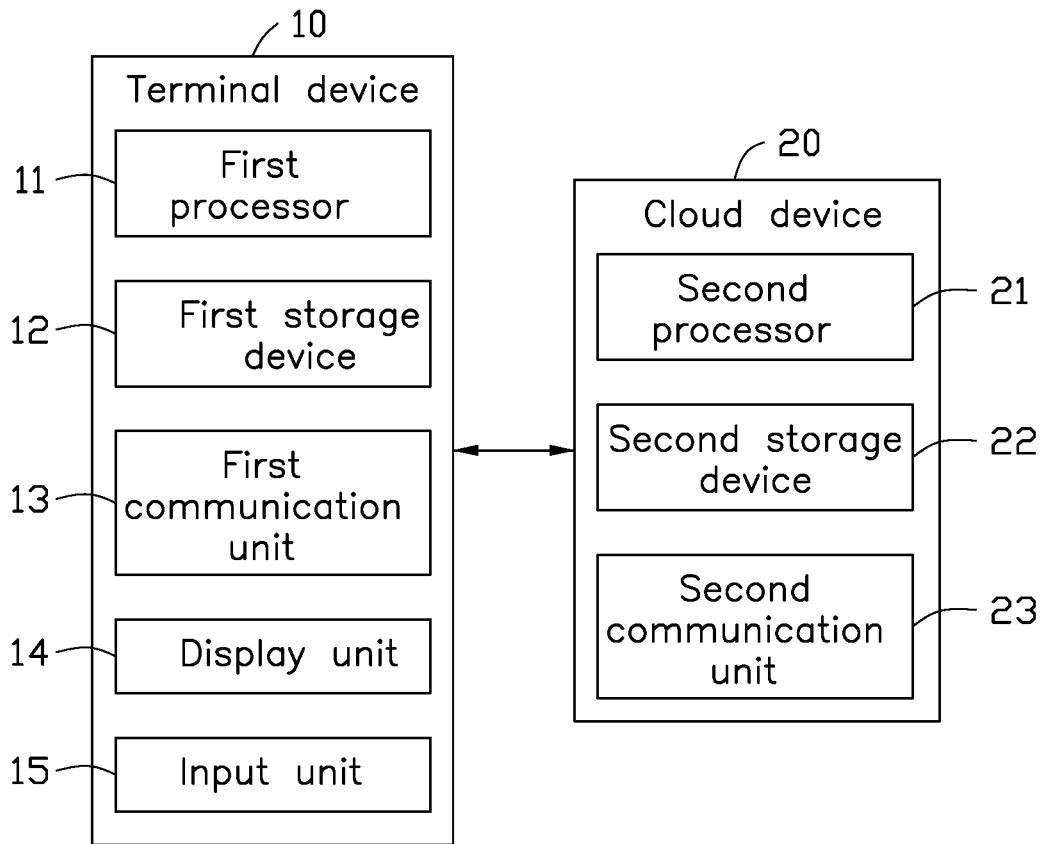 10
Terminal device
11
First
processor
12
First storage
device
13
First
communication
unit
14
Display unit
15
Input unit
20
Cloud device
21
Second
processor
22
Second storage
device
23
Second
communication
unit